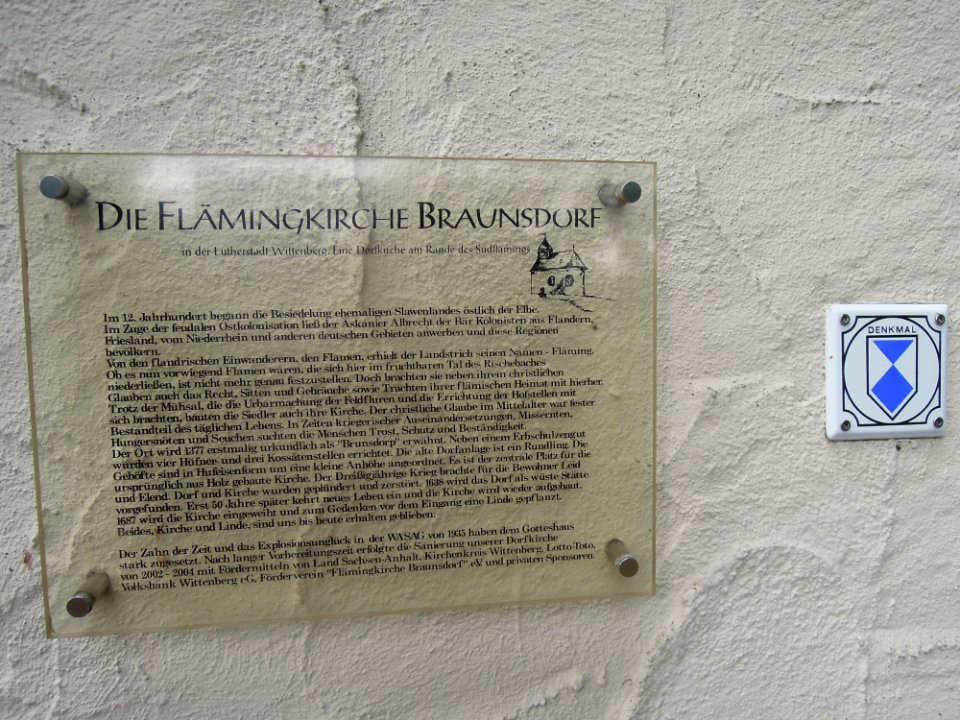 DIE FLÄMINGKIRCHE BRAUNSDORF
in der Lutherstadt Wittenberg. Eine Dorfkirche am Rande des Südflämings
Im 12. Jahrhundert begann die Besiedelung ehemaligen Slawenlandes östlich der Elbe.
Im Zuge der feudalen Ostkolonisation ließ der Askanier Albrecht der Bär Kolonisten aus Flandern,
Friesland, vom Niederrhein und anderen deutschen Gebieten anwerben und diese Regionen
bevölkern.
Von den flandrischen Einwanderern, den Flamen, erhielt der Landstrich seinen Namen - Fläming.
Ob es nun vorwiegend Flamen waren, die sich hier im fruchtbaren Tal des Rischebaches
niederließen, ist nicht mehr genau festzustellen. Doch brachten sie neben ihrem christlichen
Glauben auch das Recht, Sitten und Gebräuche sowie Trachten ihrer flämischen Heimat mit hierher.
Trotz der Mühsal, die die Urbarmachung der Feldfluren und die Errichtung der Hofstellen mit
sich brachten, bauten die Siedler auch ihre Kirche. Der christliche Glaube im Mittelalter war fester
Bestandteil des täglichen Lebens. In Zeiten kriegerischer Auseinandersetzungen, Missernten,
Hungersnöten und Seuchen suchten die Menschen Trost, Schutz und Beständigkeit.
Der Ort wird 1377 erstmalig urkundlich als "Brunsdorp" erwähnt. Neben einem Erbschulzengut
wurden vier Hüfner- und drei Kossätenstellen errichtet. Die alte Dorfanlage ist ein Rundling. Die
Gehöfte sind in Hufeisenform um eine kleine Anhöhe angeordnet. Es ist der zentrale Platz für die
ursprünglich aus Holz gebaute Kirche. Der Dreißigjährige Krieg brachte für die Bewohner Leid
und Elend. Dorf und Kirche wurden geplündert und zerstört. 1638 wird das Dorf als wüste Stätte
vorgefunden. Erst 50 Jahre später kehrt neues Leben ein und die Kirche wird wieder aufgebaut.
1687 wird die Kirche eingeweiht und zum Gedenken vor dem Eingang eine Linde gepflanzt.
Beides, Kirche und Linde, sind uns bis heute erhalten geblieben.
Der Zahn der Zeit und das Explosionsunglück in der WASAG von 1935 haben dem Gotteshaus
stark zugesetzt. Nach langer Vorbereitungszeit erfolgte die Sanierung unserer Dorfkirche
von 2002 - 2004 mit Fördermitteln von Land Sachsen-Anhalt, Kirchenkreis Wittenberg, Lotto-Toto,
Volksbank Wittenberg eG, Förderverein "Flämingkirche Braunsdorf" eV und privaten Sponsoren.
DENKMAL